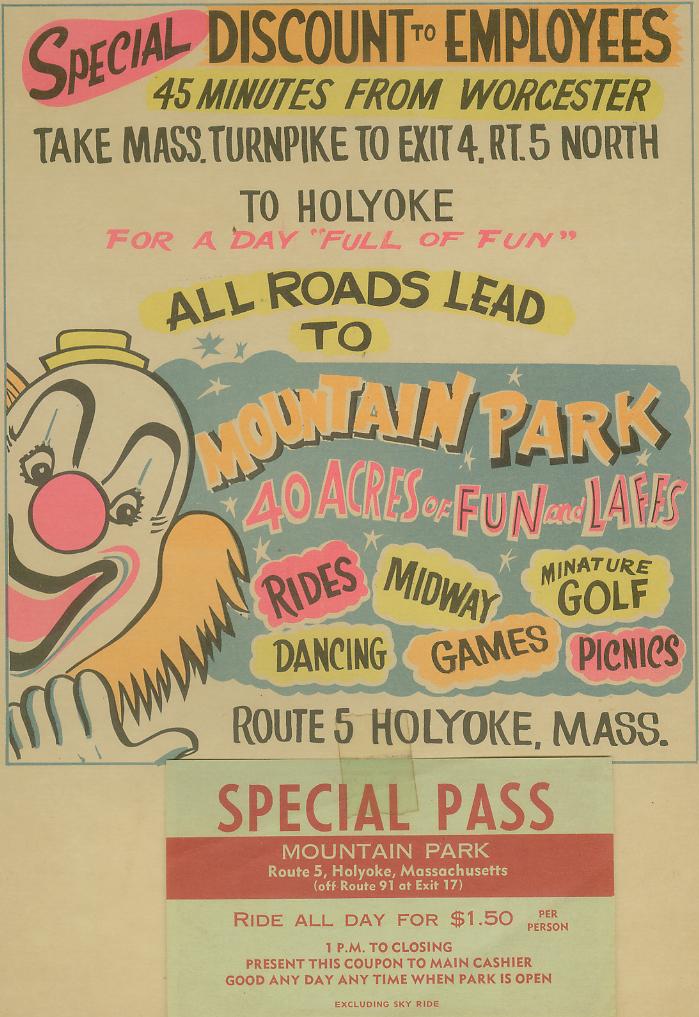 SPECIAL DISCOUNT TO EMPLOYEES
45 MINUTES FROM WORCESTER
TAKE MASS. TURNPIKE TO EXIT 4, RT. 5 NORTH
TO HOLYOKE
FOR A DAY "FULL OF FUN"
ALL ROADS LEAD
TO
MOUNTAIN PARK
40 ACRES OF FUN and LAFFS
RIDES MIDWAY MINATURE GOLF
DANCING GAMES PICNICS
ROUTE 5 HOLYOKE, MASS.
SPECIAL PASS
MOUNTAIN PARK
Route 5, Holyoke, Massachusetts
(off Route 91 at Exit 17)
RIDE ALL DAY FOR $1.50 PER PERSON
1 P.M. TO CLOSING
PRESENT THIS COUPON TO MAIN CASHIER
GOOD ANY DAY ANY TIME WHEN PARK IS OPEN
EXCLUDING SKY RIDE